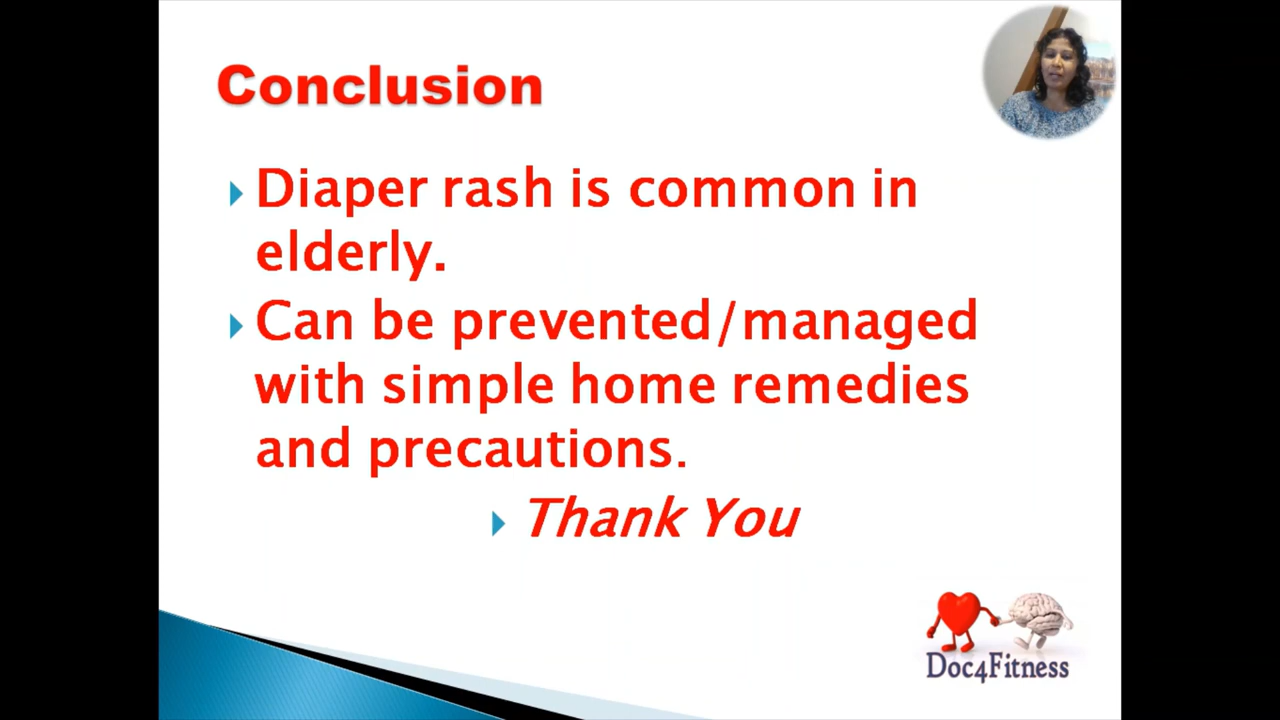 Conclusion
Diaper rash is common in
elderly.
Can be prevented/managed
with simple home remedies
and precautions.
Thank You
Doc4Fitness